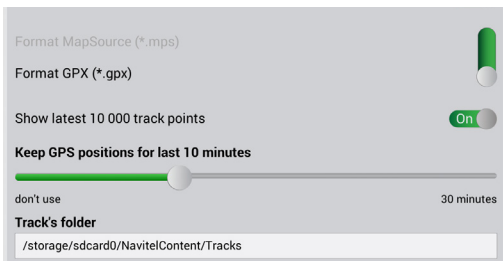 Format MapSource (*.mps)
Format GPX (*.gpx)
Show latest 10 000 track points
On
Keep GPS positions for last 10 minutes
don't use
30 minutes
Track's folder
/storage/sdcard0/NavitelContent/Tracks